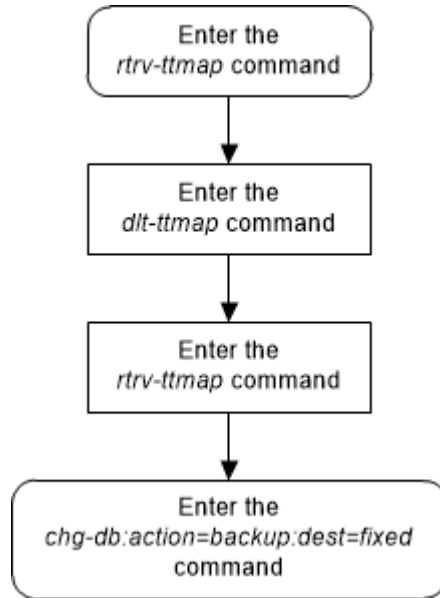 Enter the
rtrv-ttmap command
Enter the
dlt-ttmap command
Enter the
rtrv-ttmap command
Enter the
chg-db:action=backup:dest=fixed
command